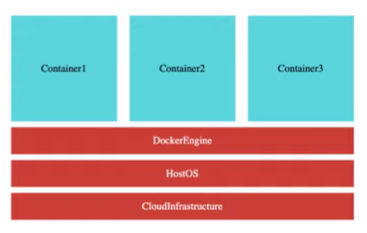 Container1 Container2 Container3
DockerEngine
HostOS
CloudInfrastructure